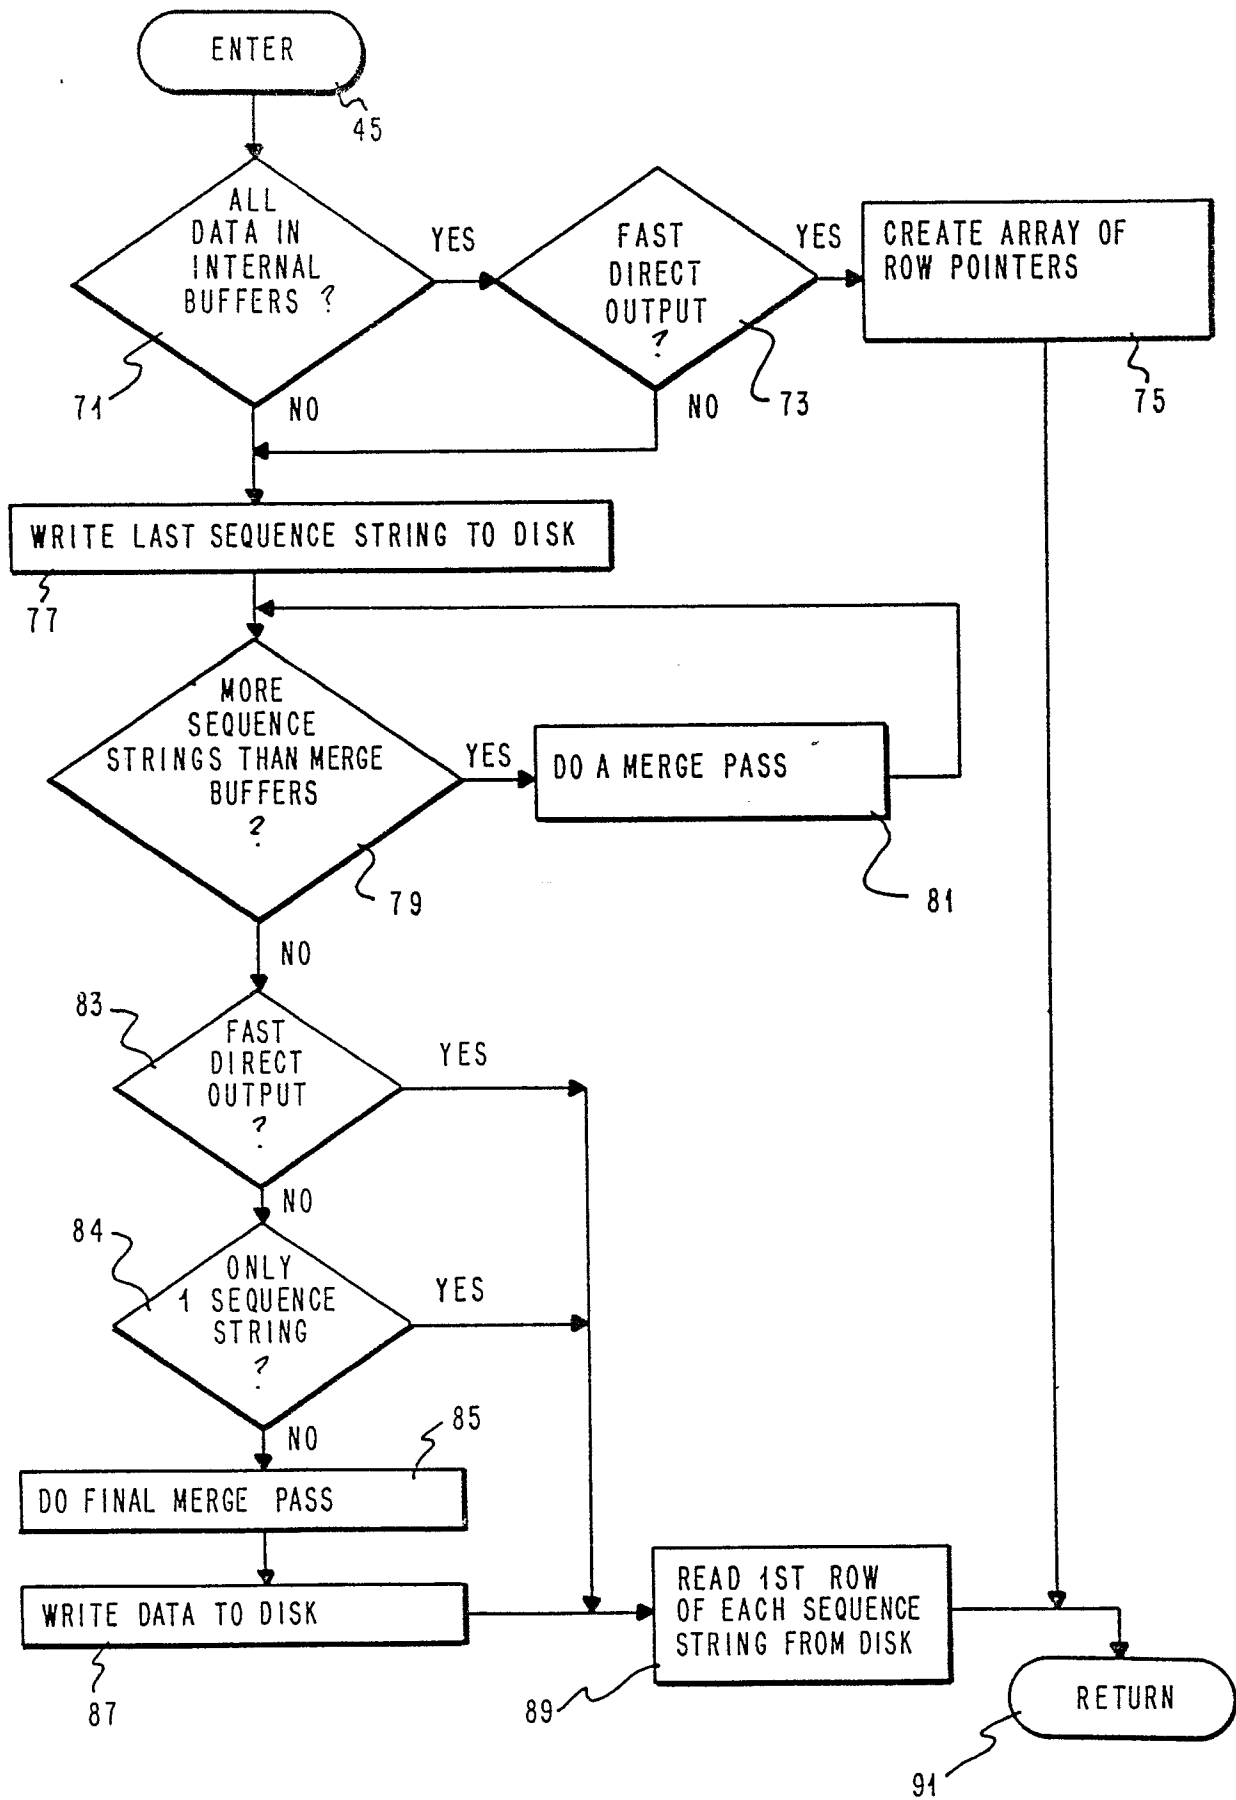 ENTER
45
ALL
DATA IN
INTERNAL
BUFFERS ?
YES
71
NO
FAST
DIRECT
OUTPUT
?
YES
73
NO
CREATE ARRAY OF
ROW POINTERS
75
WRITE LAST SEQUENCE STRING TO DISK
77
MORE
SEQUENCE
STRINGS THAN MERGE
BUFFERS
?
YES
79
DO A MERGE PASS
81
NO
83
FAST
DIRECT
OUTPUT
?
YES
NO
84
ONLY
1 SEQUENCE
STRING
?
YES
NO
85
DO FINAL MERGE PASS
WRITE DATA TO DISK
87
READ 1ST ROW
OF EACH SEQUENCE
STRING FROM DISK
89
RETURN
91